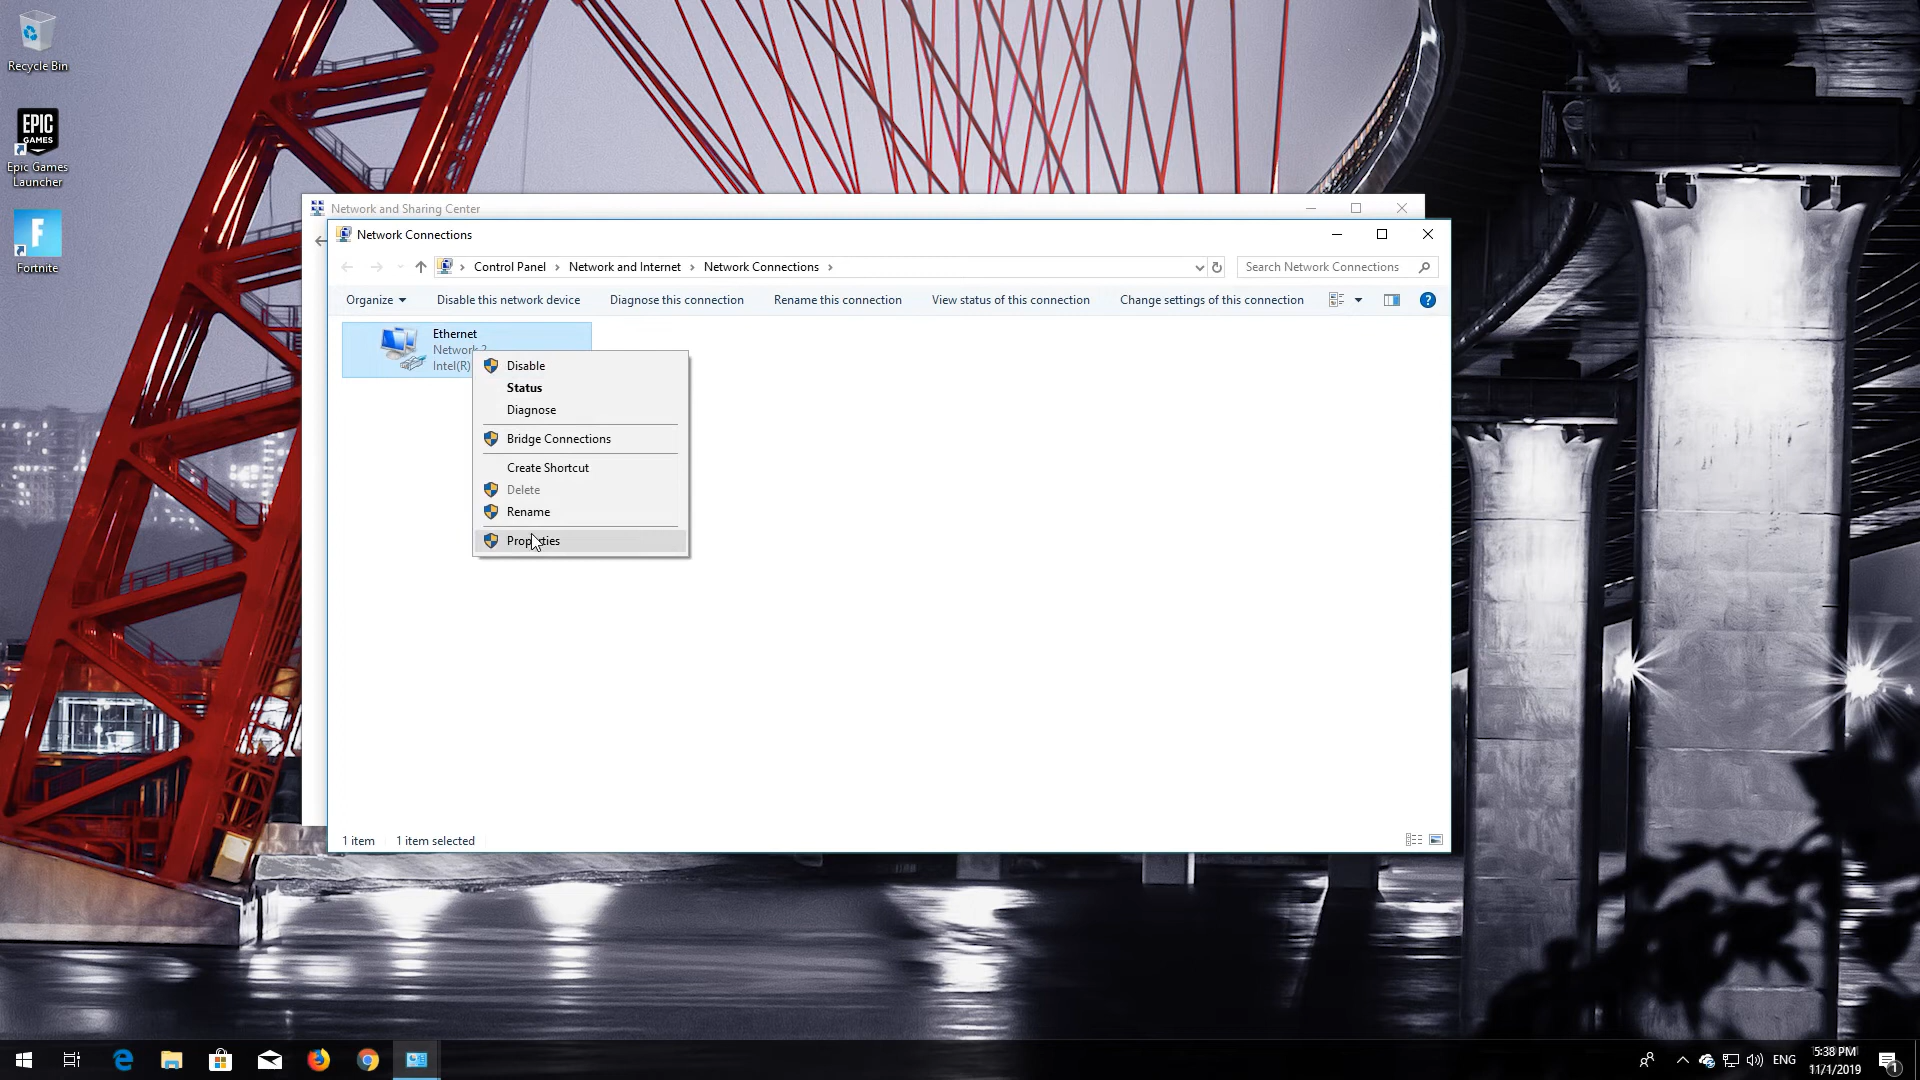 Recycle Bin
EPIC
GAMES
Epic Games
Launcher
F
Fortnite
Network and Sharing Center
Network Connections
Control Panel
Network and Internet
Network Connections
Search Network Connections
Organize
Disable this network device
Diagnose this connection
Rename this connection
View status of this connection
Change settings of this connection
?
Ethernet
Network
Intel(R)
Disable
Status
Diagnose
Bridge Connections
Create Shortcut
Delete
Rename
Properties
1 item
1 item selected
ENG
5:38 PM
11/1/2019
1